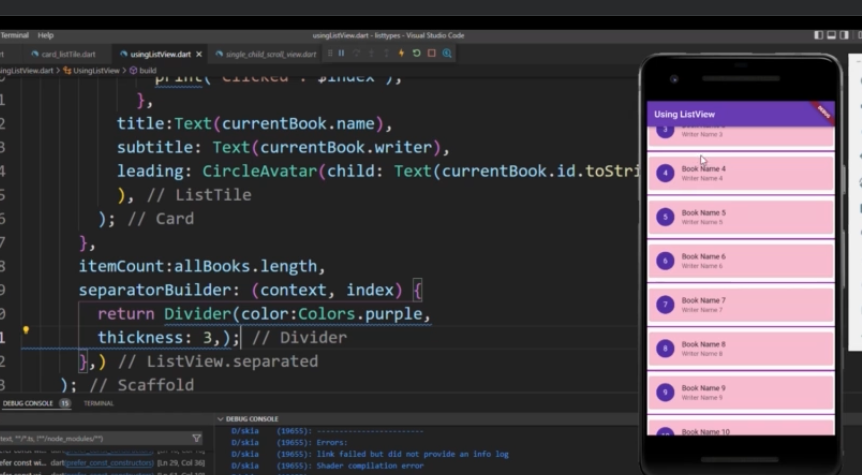 Terminal Help
usingListView.dart - listtypes - Visual Studio Code
card_listTile.dart
usingListView.dart
single_child_scroll_view.dart
ingListView.dart > UsingListView > build
print("Clicked : $index");
},
title:Text(currentBook.name),
subtitle: Text(currentBook.writer),
leading: CircleAvatar(child: Text(currentBook.id.toStri
), // ListTile
); // Card
},
itemCount:allBooks.length,
separatorBuilder: (context, index) {
return Divider(color:Colors.purple,
thickness: 3,); // Divider
},) // ListView.separated
); // Scaffold
DEBUG CONSOLE 15 TERMINAL
text, **/*.ts, !**/node_modules/**)
efer const wi... dart(prefer_const_constructors) [Ln 29, Col 36]
DEBUG CONSOLE
D/skia (19655): ------------------------
D/skia (19655): Errors:
D/skia (19655): link failed but did not provide an info log
D/skia (19655): Shader compilation error
Using ListView
DEBUG
3
Writer Name 3
4
Book Name 4
Writer Name 4
5
Book Name 5
Writer Name 5
6
Book Name 6
Writer Name 6
7
Book Name 7
Writer Name 7
8
Book Name 8
Writer Name 8
9
Book Name 9
Writer Name 9
Book Name 10